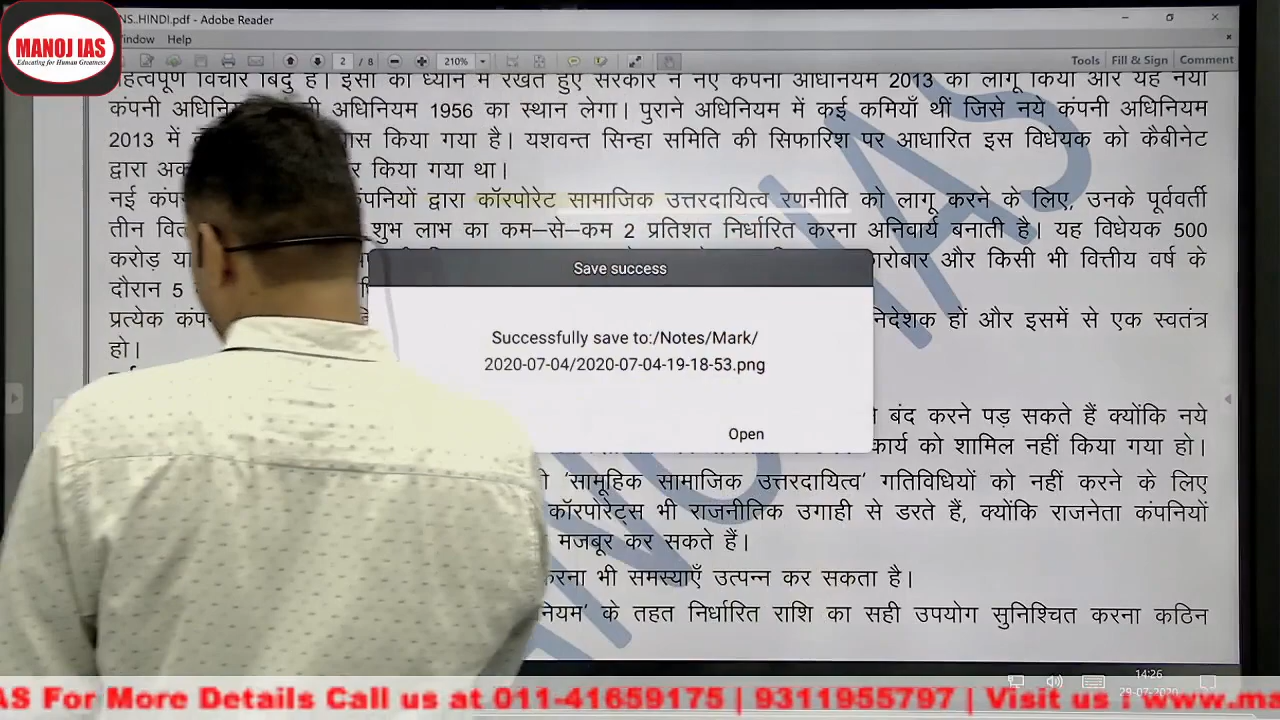 MANOJ IAS
Educating for Human Greatness
NS..HINDI.pdf - Adobe Reader
indow Help
2 / 8 210% Tools Fill & Sign Comment
महत्वपूर्ण विचार बिंदु है। इसी को ध्यान में रखते हुए सरकार ने नए कंपनी अधिनियम 2013 को लागू किया और यह नया
कंपनी अधिनियम अधिनियम 1956 का स्थान लेगा। पुराने अधिनियम में कई कमियाँ थीं जिसे नये कंपनी अधिनियम
2013 में किया गया है। यशवन्त सिन्हा समिति की सिफारिश पर आधारित इस विधेयक को कैबीनेट
द्वारा किया गया था।
नई द्वारा कॉरपोरेट सामाजिक उत्तरदायित्व रणनीति को लागू करने के लिए, उनके पूर्ववर्ती
तीन शुभ लाभ का कम–से–कम 2 प्रतिशत निर्धारित करना अनिवार्य बनाती है। यह विधेयक 500
करोड़ और किसी भी वित्तीय वर्ष के
दौरान 5
प्रत्येक निदेशक हों और इसमें से एक स्वतंत्र
हो।
Save success
Successfully save to:/Notes/Mark/
2020-07-04/2020-07-04-19-18-53.png
Open
बंद करने पड़ सकते हैं क्योंकि नये
कार्य को शामिल नहीं किया गया हो।
'सामूहिक सामाजिक उत्तरदायित्व' गतिविधियों को नहीं करने के लिए
कॉरपोरेट्स भी राजनीतिक उगाही से डरते हैं, क्योंकि राजनेता कंपनियों
मजबूर कर सकते हैं।
करना भी समस्याएँ उत्पन्न कर सकता है।
के तहत निर्धारित राशि का सही उपयोग सुनिश्चित करना कठिन
14:26
29-07-2020
AS For More Details Call us : - 011-41659175 | 9311955797 | Visit us : www.ma